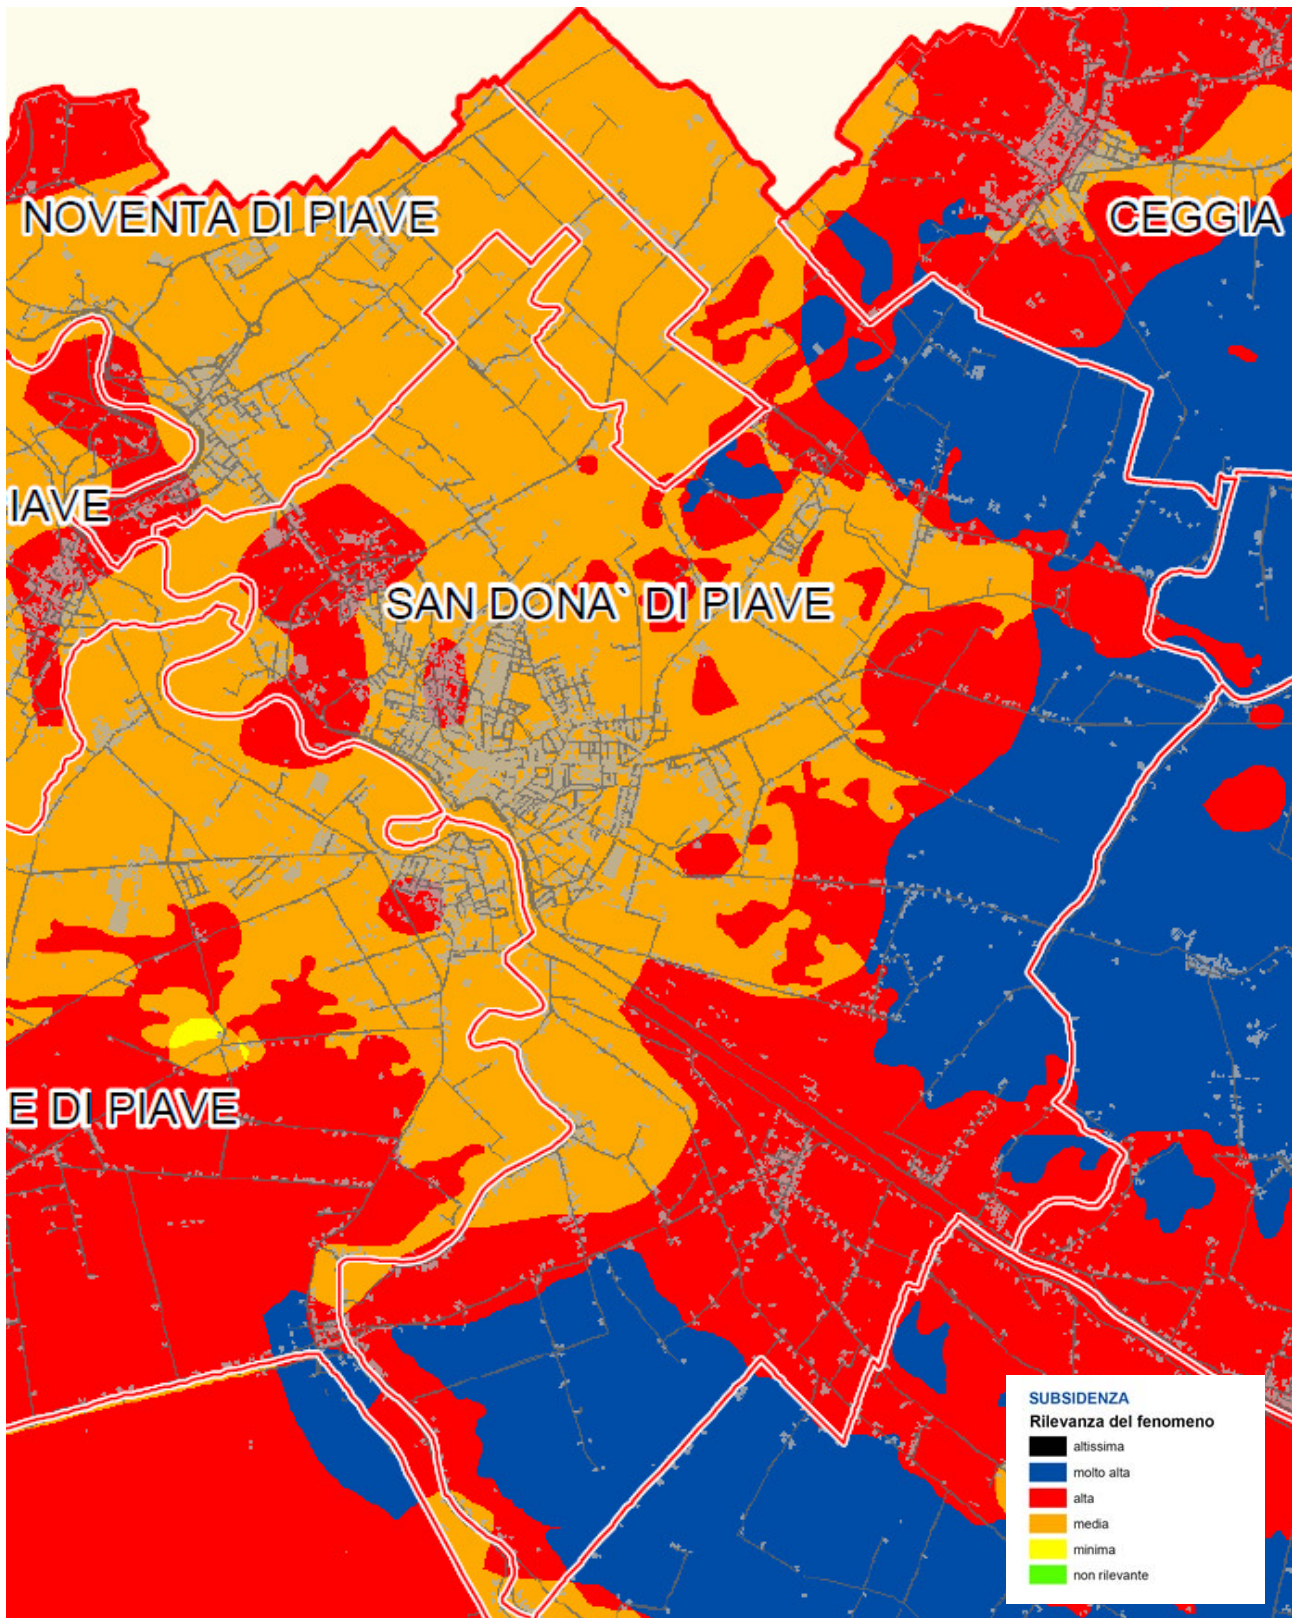 NOVENTA DI PIAVE
CEGGIA
IAVE
SAN DONA` DI PIAVE
E DI PIAVE
SUBSIDENZA
Rilevanza del fenomeno
altissima
molto alta
alta
media
minima
non rilevante